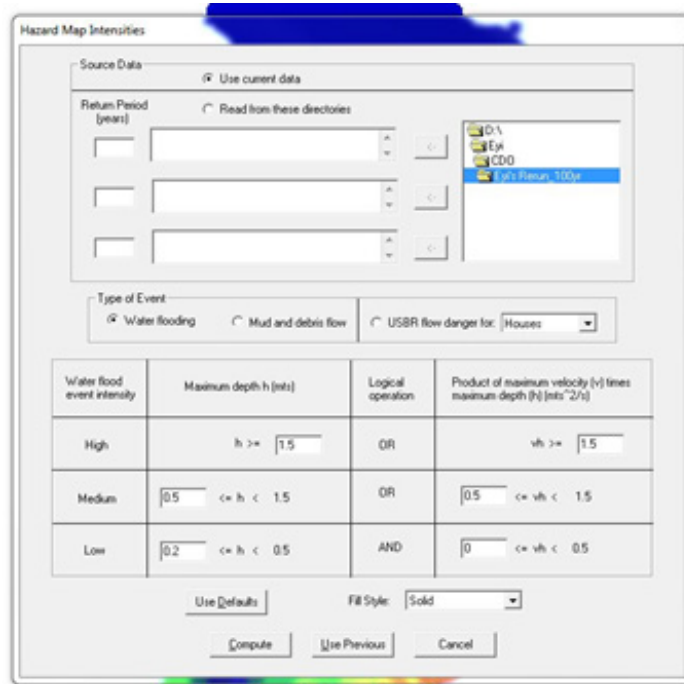 Hazard Map Intensities
Source Data
Use current data
Return Period (years)
Read from these directories
<-
<-
<-
D:\
Eyi
CDO
Eyi's Rerun_100yr
Type of Event
Water flooding
Mud and debris flow
USBR flow danger for: Houses
Water flood event intensity
Maximum depth h (mts)
Logical operation
Product of maximum velocity (v) times maximum depth (h) (mts^2/s)
High h >= 1.5 OR vh >= 1.5
Medium 0.5 <= h < 1.5 OR 0.5 <= vh < 1.5
Low 0.2 <= h < 0.5 AND 0 <= vh < 0.5
Use Defaults Fill Style: Solid
Compute Use Previous Cancel